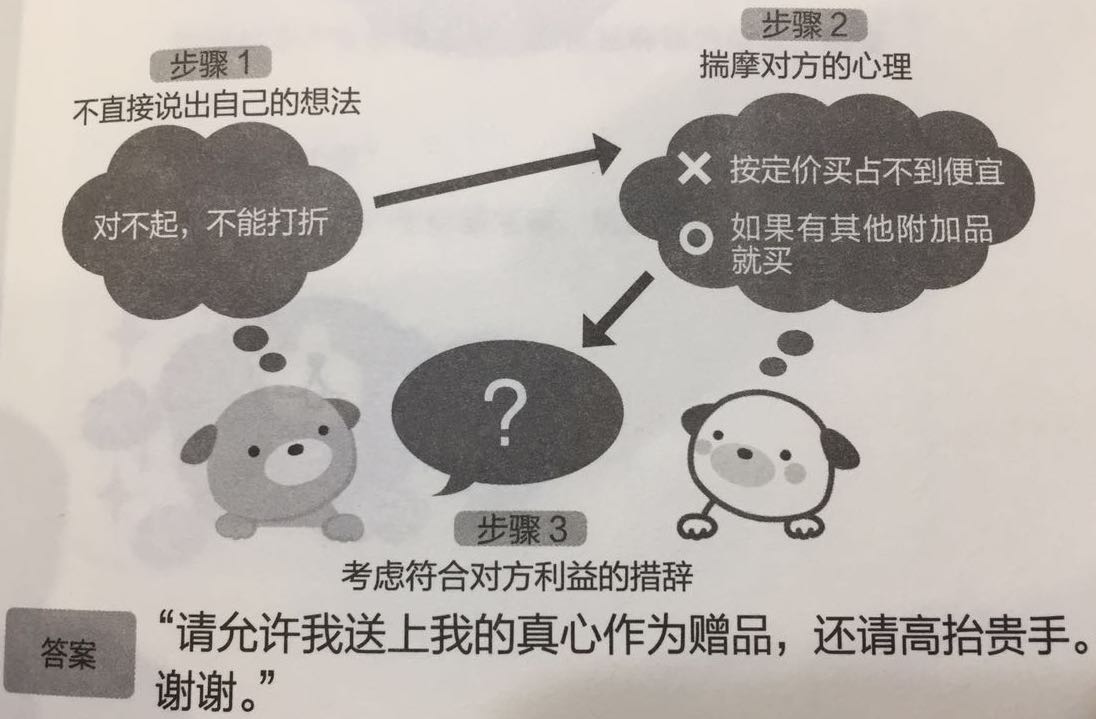 步骤 1
不直接说出自己的想法
对不起，不能打折
步骤 2
揣摩对方的心理
× 按定价买占不到便宜
○ 如果有其他附加品
就买
?
步骤 3
考虑符合对方利益的措辞
答案
“请允许我送上我的真心作为赠品，还请高抬贵手。
谢谢。”